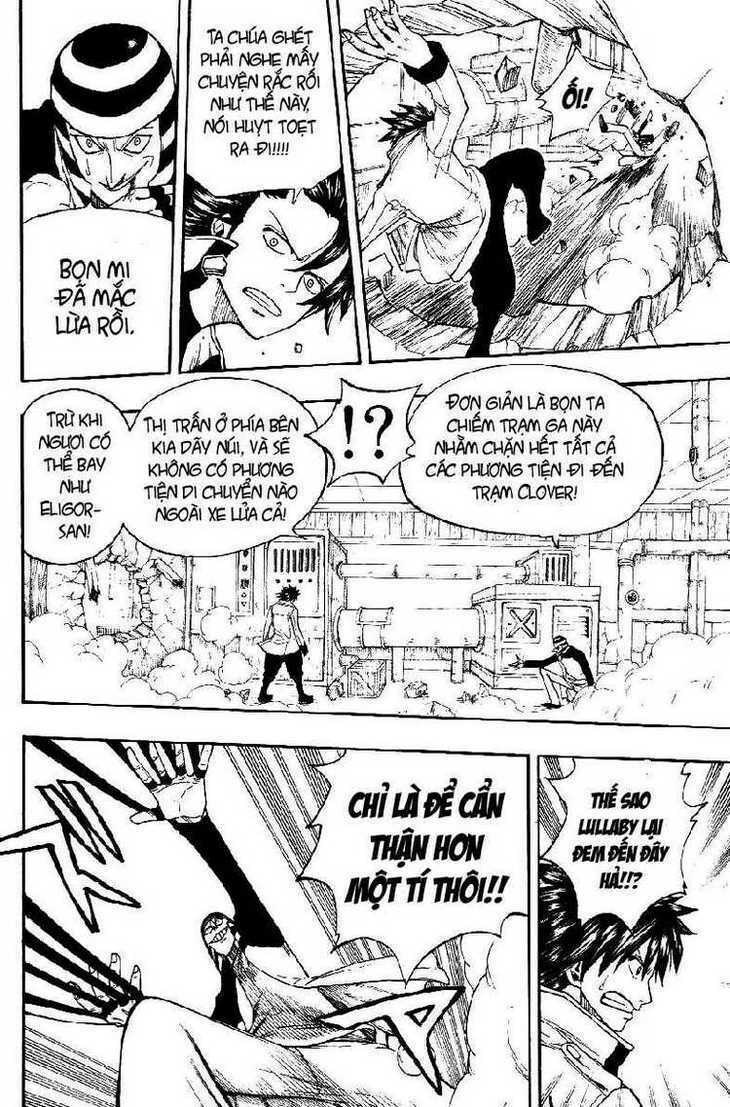 ỐI!
TA CHÚA GHÉT
PHẢI NGHE MẤY
CHUYỆN RẮC RỐI
NHƯ THẾ NÀY,
NÓI HUỴT TOẸT
RA ĐI!!!!
BỌN MI
ĐÃ MẮC
LỪA RỒI.
ĐƠN GIẢN LÀ BỌN TA
CHIẾM TRẠM GA NÀY
NHẰM CHẶN HẾT TẤT CẢ
CÁC PHƯƠNG TIỆN ĐI ĐẾN
TRẠM CLOVER!
!?
THỊ TRẤN Ở PHÍA BÊN
KIA DÃY NÚI, VÀ SẼ
KHÔNG CÓ PHƯƠNG
TIỆN DI CHUYỂN NÀO
NGOÀI XE LỬA CẢ!
TRỪ KHI
NGƯƠI CÓ
THỂ BAY
NHƯ
ELIGOR-
SAN!
THẾ SAO
LULLABY LẠI
ĐEM ĐẾN ĐÂY
HẢ!!?
CHỈ LÀ ĐỂ CẨN
THẬN HƠN
MỘT TÍ THÔI!!